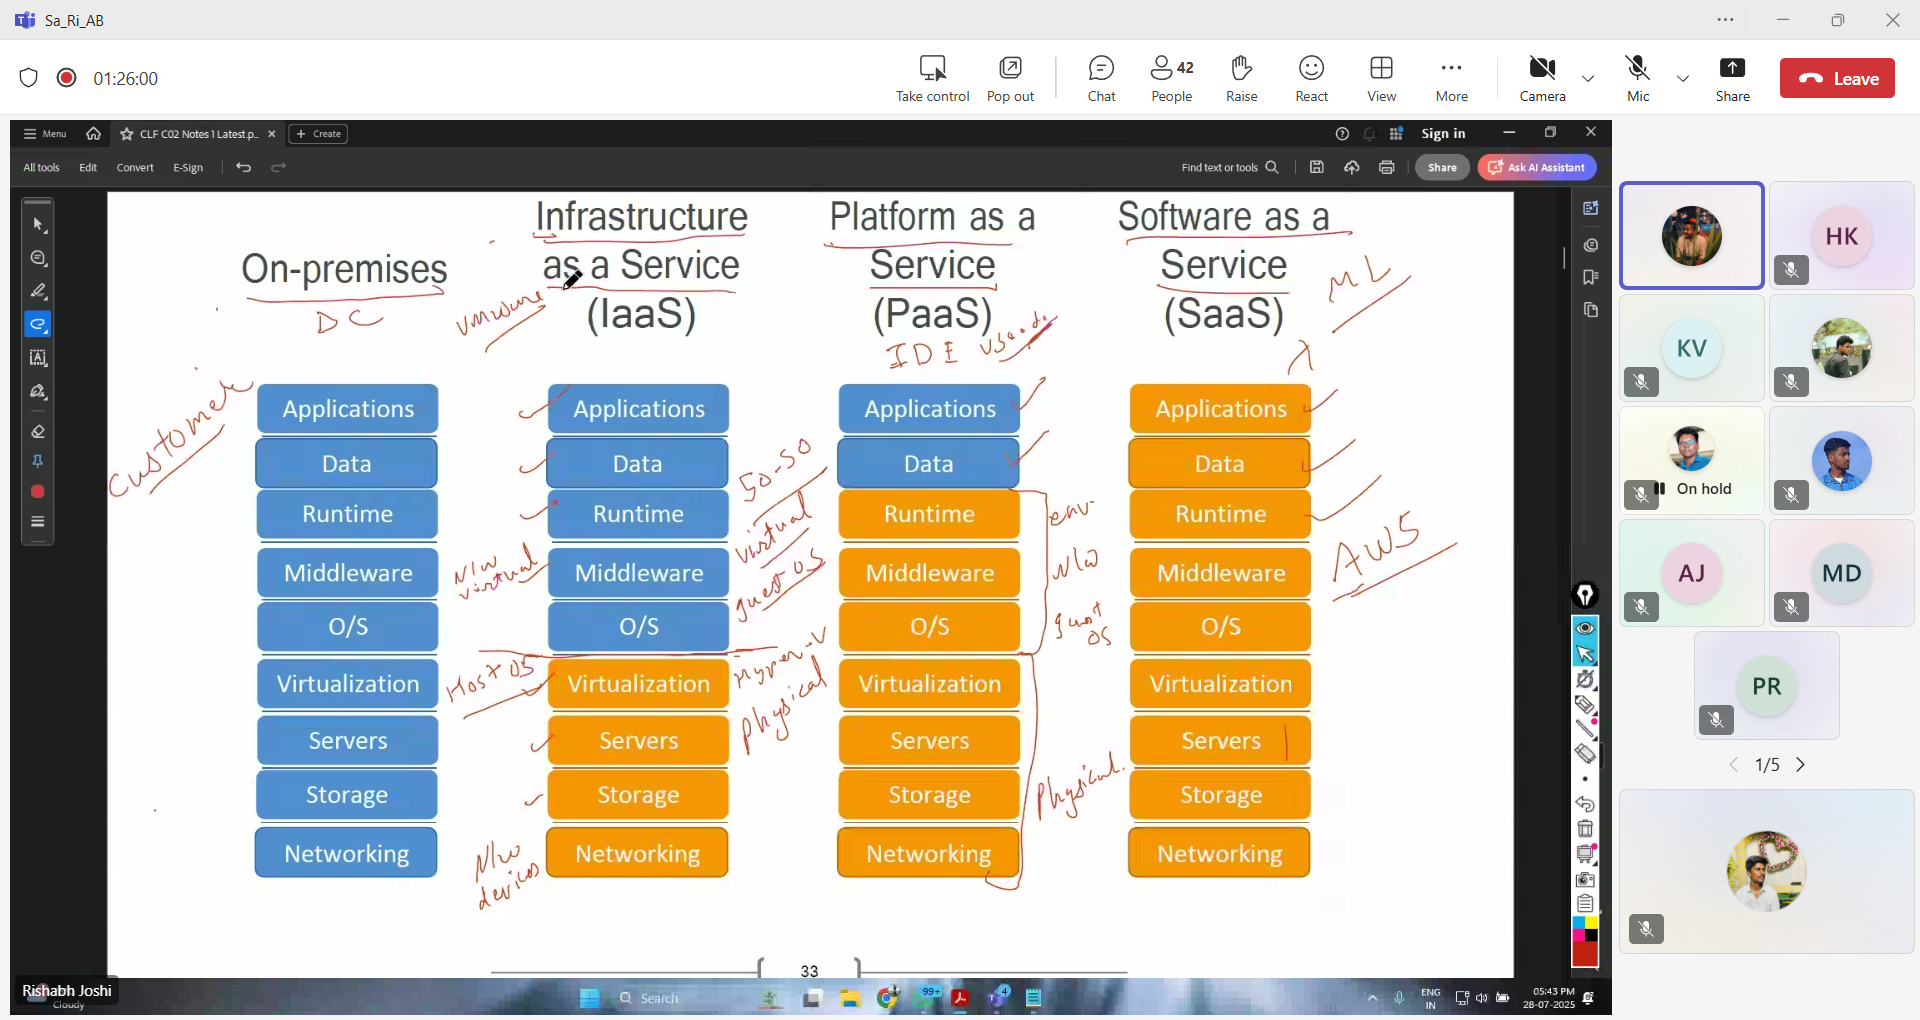 Sa_Ri_AB
01:26:00
Take control
Pop out
Chat
42
People
Raise
React
View
More
Camera
Mic
Share
Leave
Menu
CLF C02 Notes 1 Latest.p...
Create
Sign in
All tools
Edit
Convert
E-Sign
Find text or tools
Share
Ask AI Assistant
On-premises
DC
Infrastructure
as a Service
(IaaS)
vmware
Platform as a
Service
(PaaS)
IDE vscode
Software as a
Service
(SaaS)
ML
Customer
Applications
Data
Runtime
Middleware
O/S
Virtualization
Servers
Storage
Networking
N/W
virtual
Host OS
N/W
devices
Applications
Data
Runtime
Middleware
O/S
Virtualization
Servers
Storage
Networking
50-50
virtual
guest OS
Hyper-V
physical
Applications
Data
Runtime
Middleware
O/S
Virtualization
Servers
Storage
Networking
env
N/W
guest
OS
Physical
Applications
Data
Runtime
Middleware
O/S
Virtualization
Servers
Storage
Networking
AWS
33
HK
KV
On hold
AJ
MD
PR
1/5
Rishabh Joshi
Cloudy
Search
99+
4
ENG
IN
05:43 PM
28-07-2025